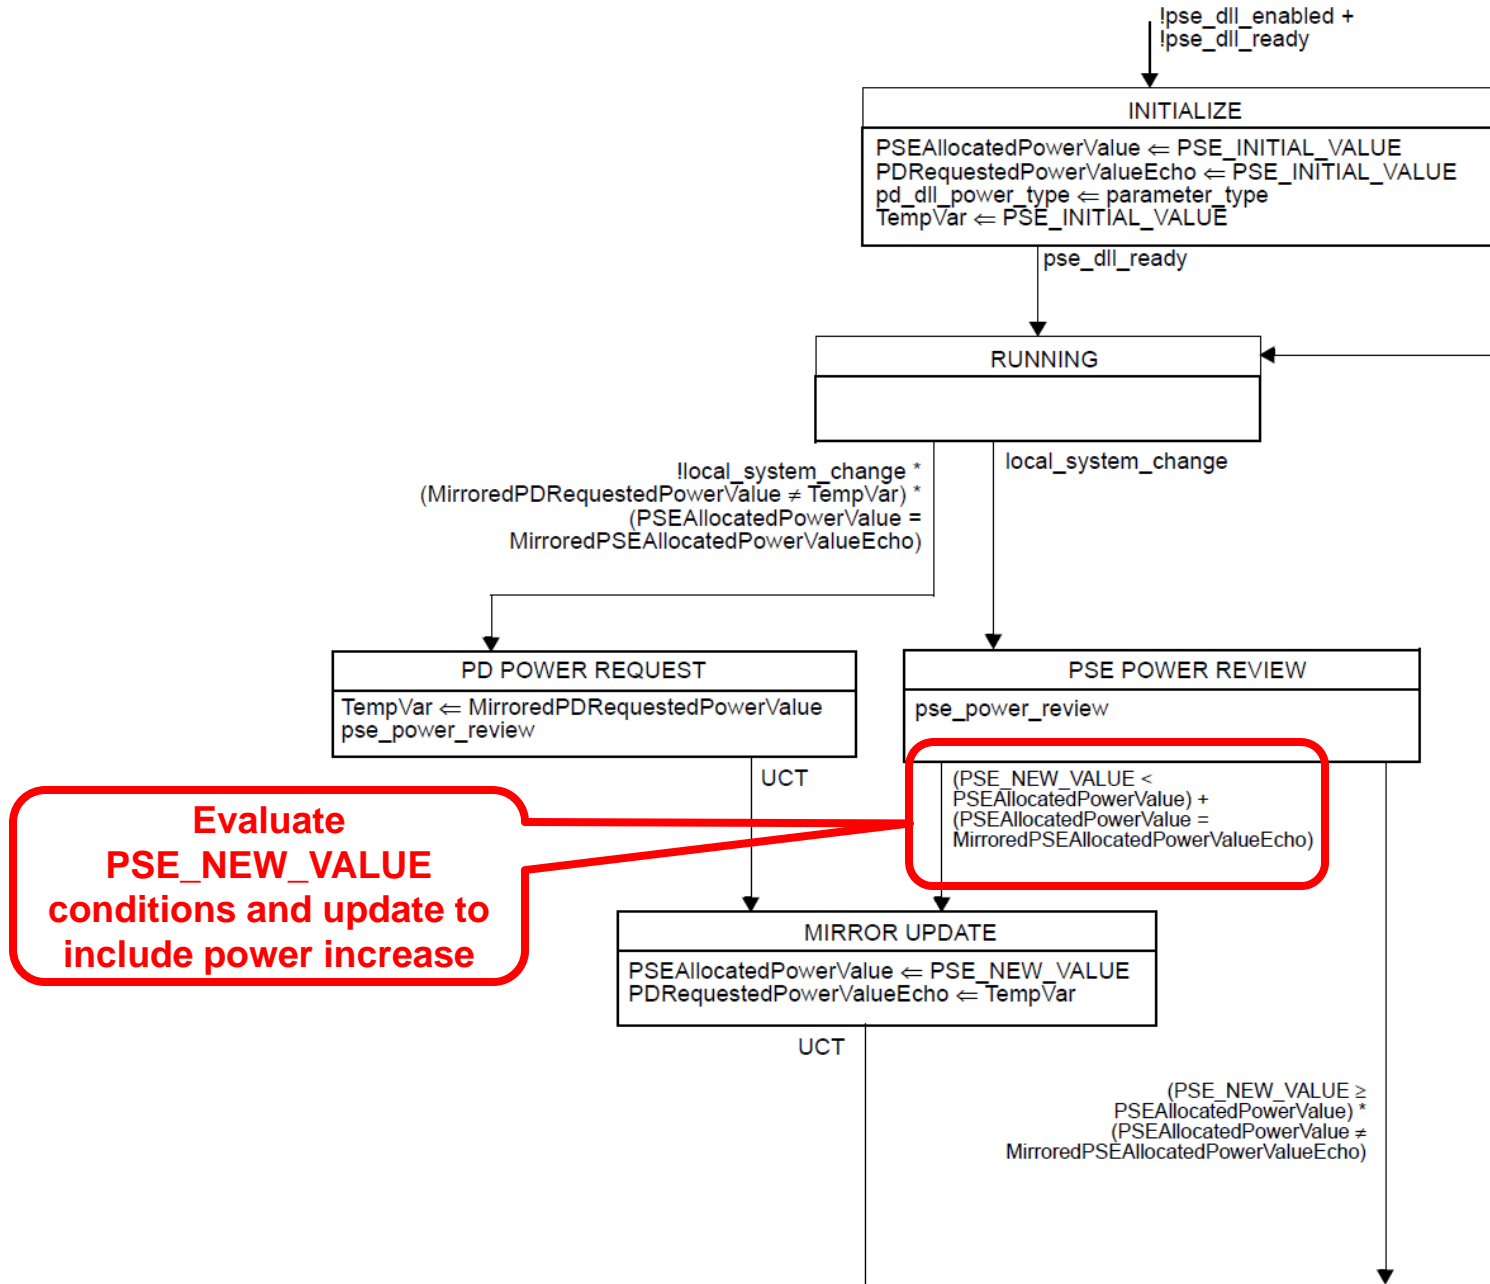 !pse_dll_enabled +
!pse_dll_ready
INITIALIZE
PSEAllocatedPowerValue ⇐ PSE_INITIAL_VALUE
PDRequestedPowerValueEcho ⇐ PSE_INITIAL_VALUE
pd_dll_power_type ⇐ parameter_type
TempVar ⇐ PSE_INITIAL_VALUE
pse_dll_ready
RUNNING
!local_system_change *
(MirroredPDRequestedPowerValue ≠ TempVar) *
(PSEAllocatedPowerValue =
MirroredPSEAllocatedPowerValueEcho)
local_system_change
PD POWER REQUEST
TempVar ⇐ MirroredPDRequestedPowerValue
pse_power_review
PSE POWER REVIEW
pse_power_review
UCT
(PSE_NEW_VALUE <
PSEAllocatedPowerValue) +
(PSEAllocatedPowerValue =
MirroredPSEAllocatedPowerValueEcho)
Evaluate
PSE_NEW_VALUE
conditions and update to
include power increase
MIRROR UPDATE
PSEAllocatedPowerValue ⇐ PSE_NEW_VALUE
PDRequestedPowerValueEcho ⇐ TempVar
UCT
(PSE_NEW_VALUE ≥
PSEAllocatedPowerValue) *
(PSEAllocatedPowerValue ≠
MirroredPSEAllocatedPowerValueEcho)